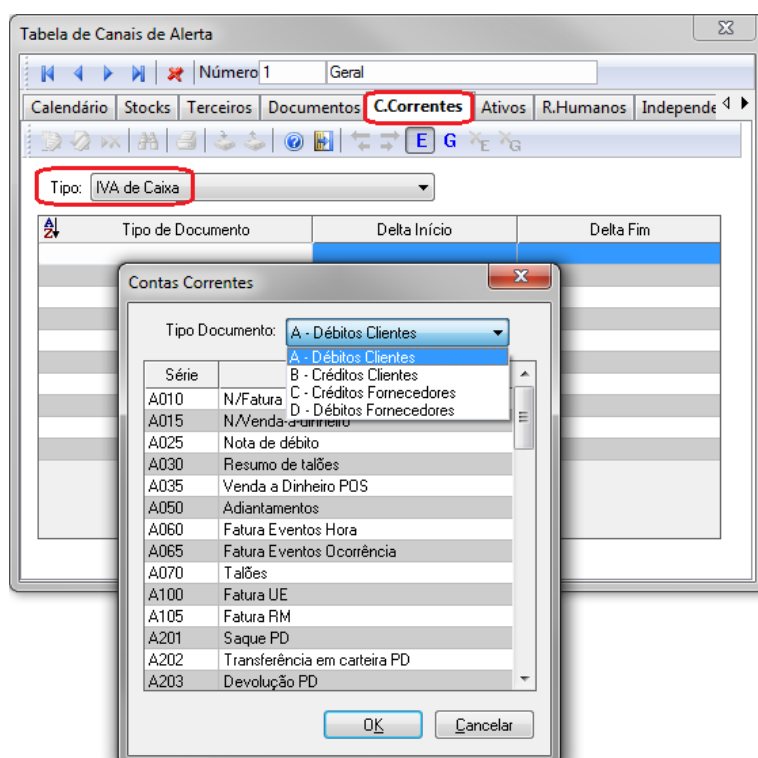 Tabela de Canais de Alerta
Número 1 Geral
Calendário Stocks Terceiros Documentos C.Correntes Ativos R.Humanos Independe
E G E G
Tipo: IVA de Caixa
A Z Tipo de Documento Delta Início Delta Fim
Contas Correntes
Tipo Documento: A - Débitos Clientes
A - Débitos Clientes
B - Créditos Clientes
C - Créditos Fornecedores
D - Débitos Fornecedores
Série
A010 N/Fatura
A015 N/Venda-a-dinheiro
A025 Nota de débito
A030 Resumo de talões
A035 Venda a Dinheiro POS
A050 Adiantamentos
A060 Fatura Eventos Hora
A065 Fatura Eventos Ocorrência
A070 Talões
A100 Fatura UE
A105 Fatura RM
A201 Saque PD
A202 Transferência em carteira PD
A203 Devolução PD
OK Cancelar